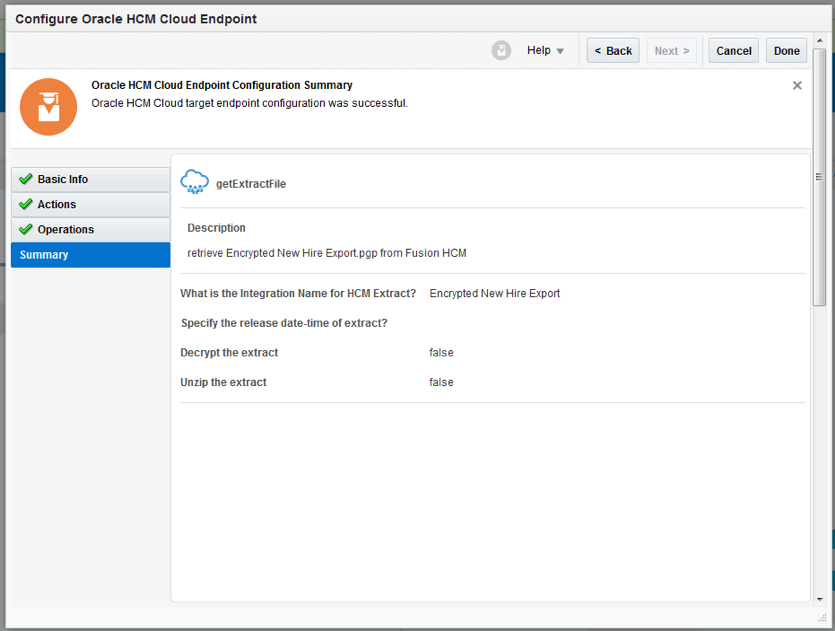 Configure Oracle HCM Cloud Endpoint
Help
< Back
Next >
Cancel
Done
Oracle HCM Cloud Endpoint Configuration Summary
Oracle HCM Cloud target endpoint configuration was successful.
Basic Info
Actions
Operations
Summary
getExtractFile
Description
retrieve Encrypted New Hire Export.pgp from Fusion HCM
What is the Integration Name for HCM Extract? Encrypted New Hire Export
Specify the release date-time of extract?
Decrypt the extract false
Unzip the extract false